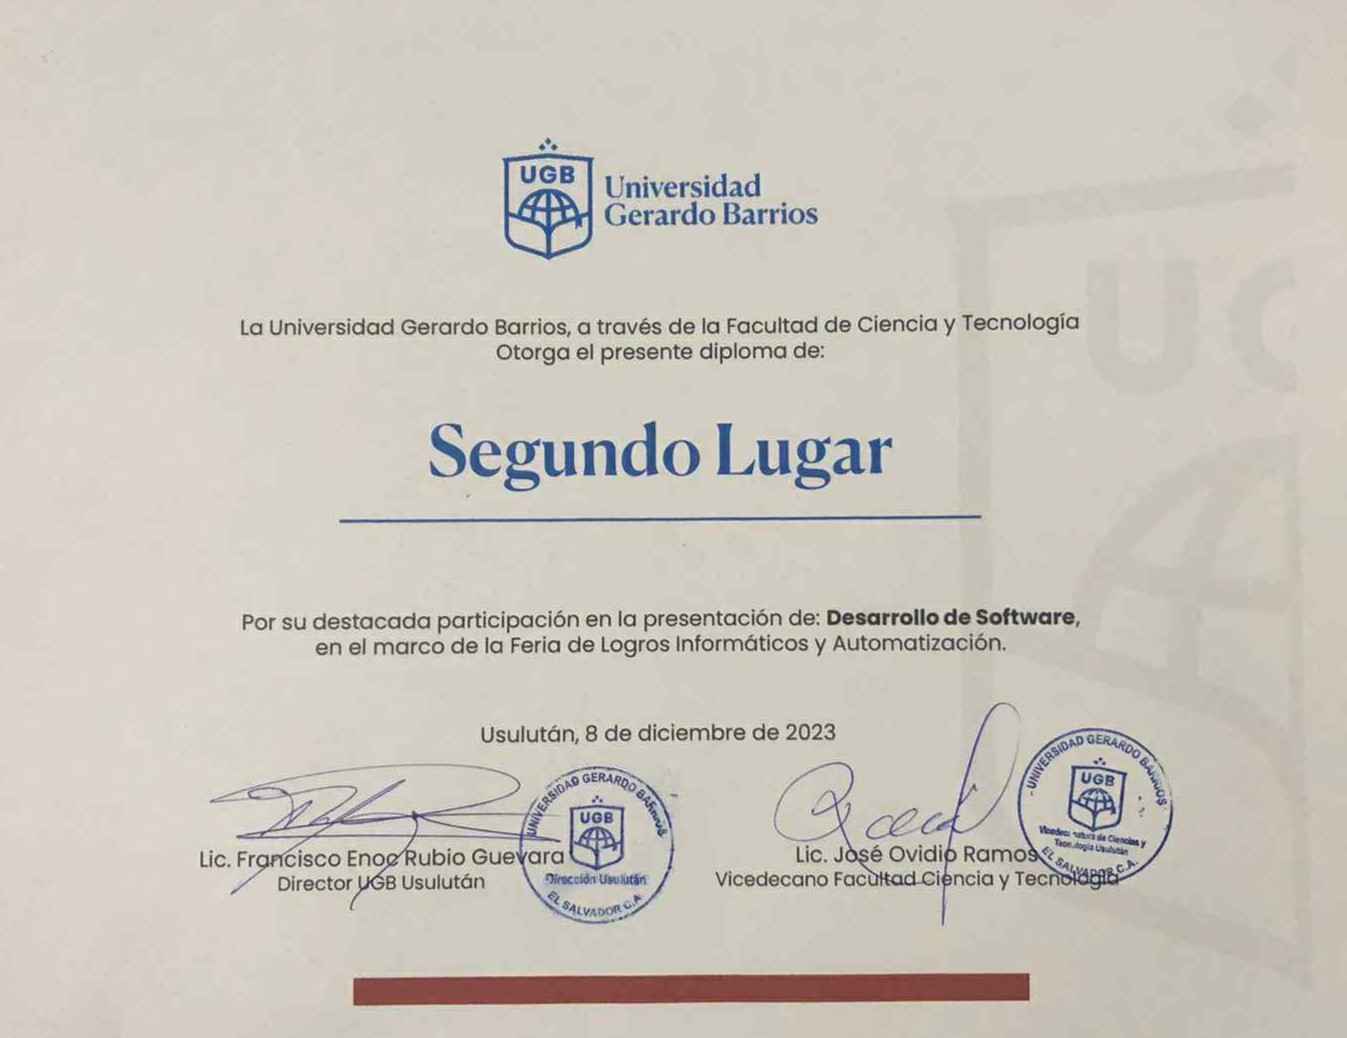 UGB
Universidad
Gerardo Barrios
La Universidad Gerardo Barrios, a través de la Facultad de Ciencia y Tecnología
Otorga el presente diploma de:
Segundo Lugar
Por su destacada participación en la presentación de: Desarrollo de Software,
en el marco de la Feria de Logros Informáticos y Automatización.
Usulután, 8 de diciembre de 2023
Lic. Francisco Enoc Rubio Guevara
Director UGB Usulután
UNIVERSIDAD GERARDO BARRIOS
UGB
Dirección Usulután
EL SALVADOR C.A.
Lic. José Ovidio Ramos
Vicedecano Facultad Ciencia y Tecnología
UNIVERSIDAD GERARDO BARRIOS
UGB
Vicedecanatura de Ciencias y
Tecnología Usulután
EL SALVADOR C.A.